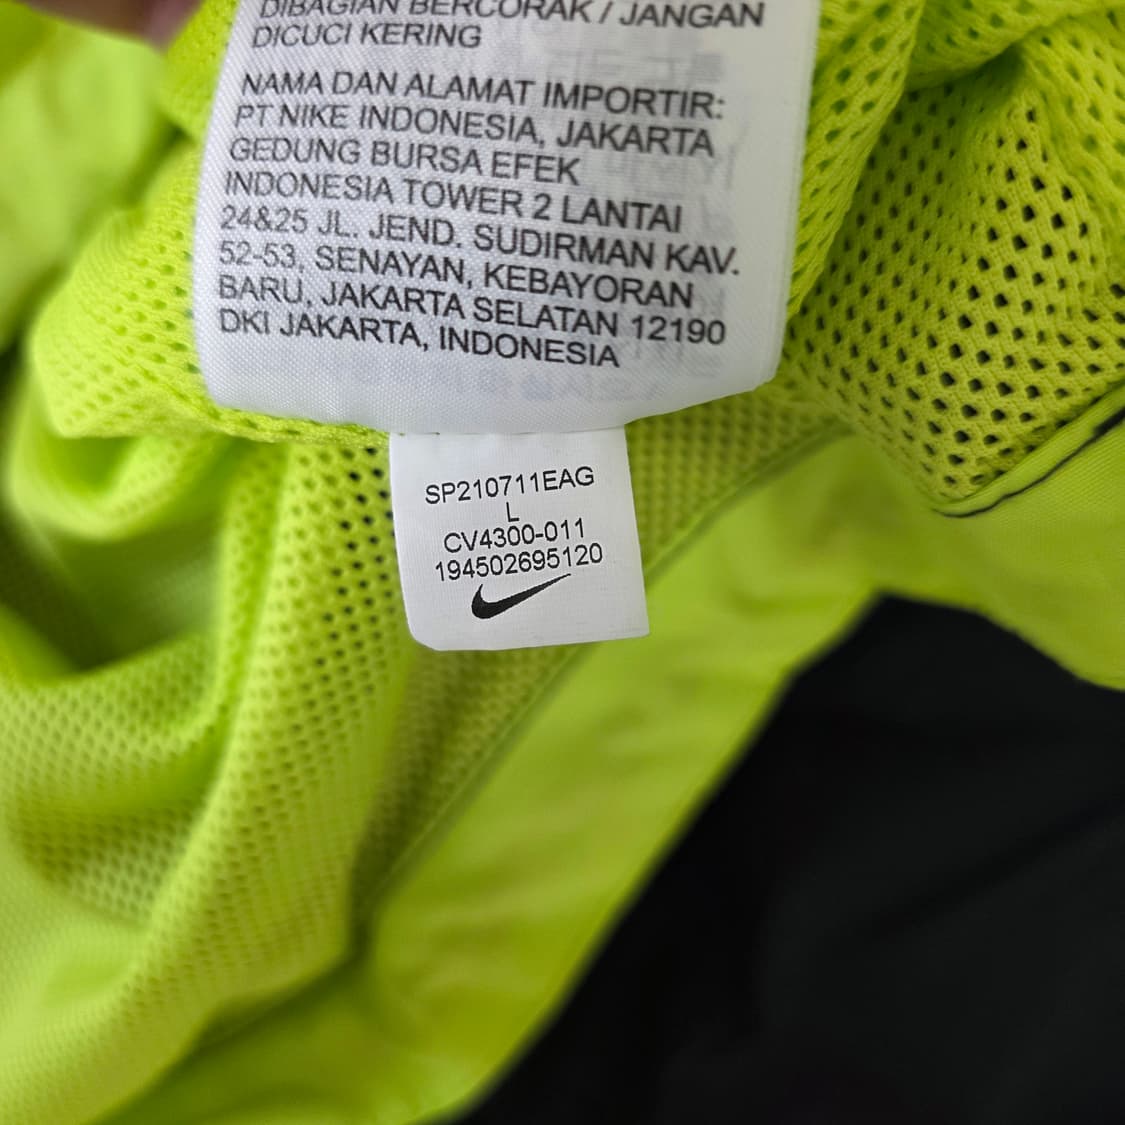 DIBAGIAN BERCORAK / JANGAN
DICUCI KERING
NAMA DAN ALAMAT IMPORTIR:
PT NIKE INDONESIA, JAKARTA
GEDUNG BURSA EFEK
INDONESIA TOWER 2 LANTAI
24&25 JL. JEND. SUDIRMAN KAV.
52-53, SENAYAN, KEBAYORAN
BARU, JAKARTA SELATAN 12190
DKI JAKARTA, INDONESIA
SP210711EAG
L
CV4300-011
194502695120